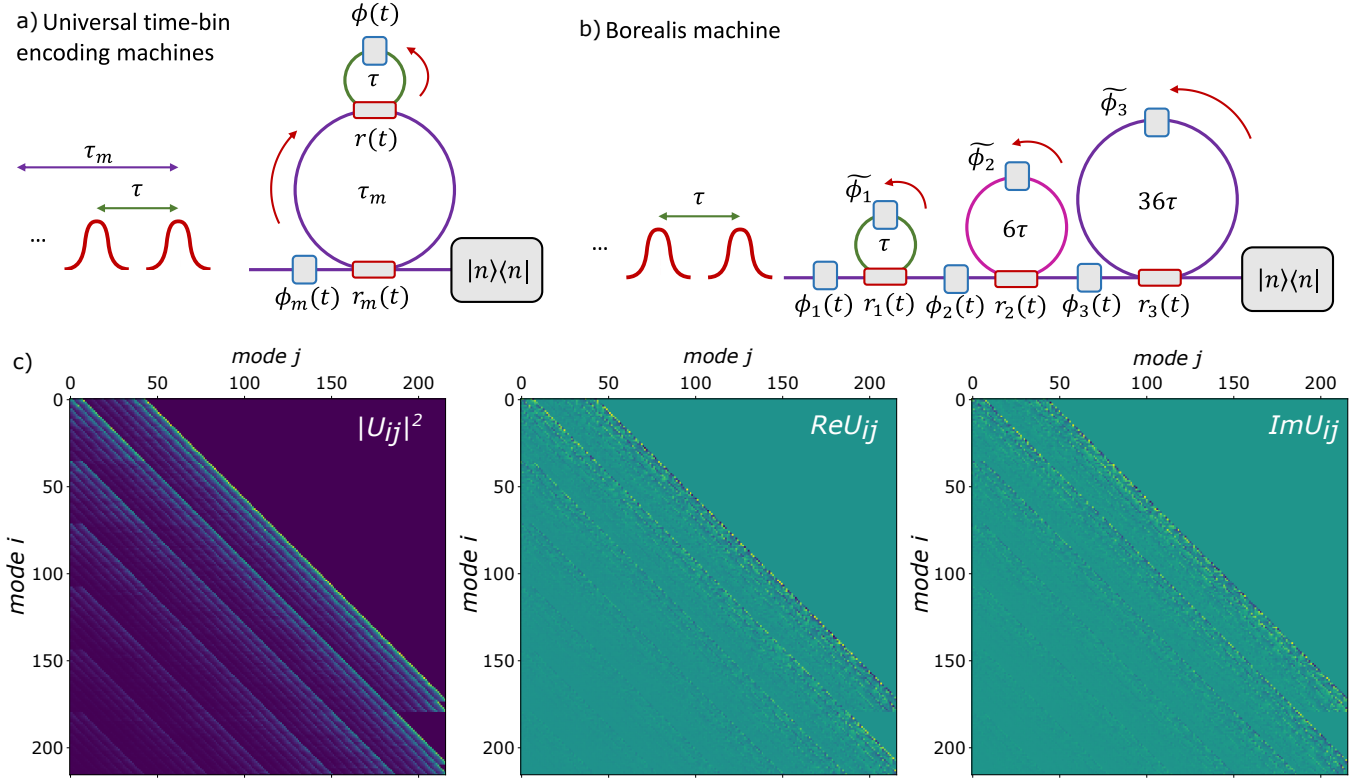 a) Universal time-bin
encoding machines
ϕ(t)
τ
r(t)
τₘ
τₘ
τ
...
ϕₘ(t) rₘ(t)
|n⟩⟨n|
b) Borealis machine
ϕ̃₃
ϕ̃₂
ϕ̃₁
τ
τ
6τ
36τ
...
ϕ₁(t) r₁(t) ϕ₂(t) r₂(t) ϕ₃(t) r₃(t)
|n⟩⟨n|
c)
mode j
0 50 100 150 200
mode i
0
50
100
150
200
|Uᵢⱼ|²
mode j
0 50 100 150 200
mode i
0
50
100
150
200
ReUᵢⱼ
mode j
0 50 100 150 200
mode i
0
50
100
150
200
ImUᵢⱼ